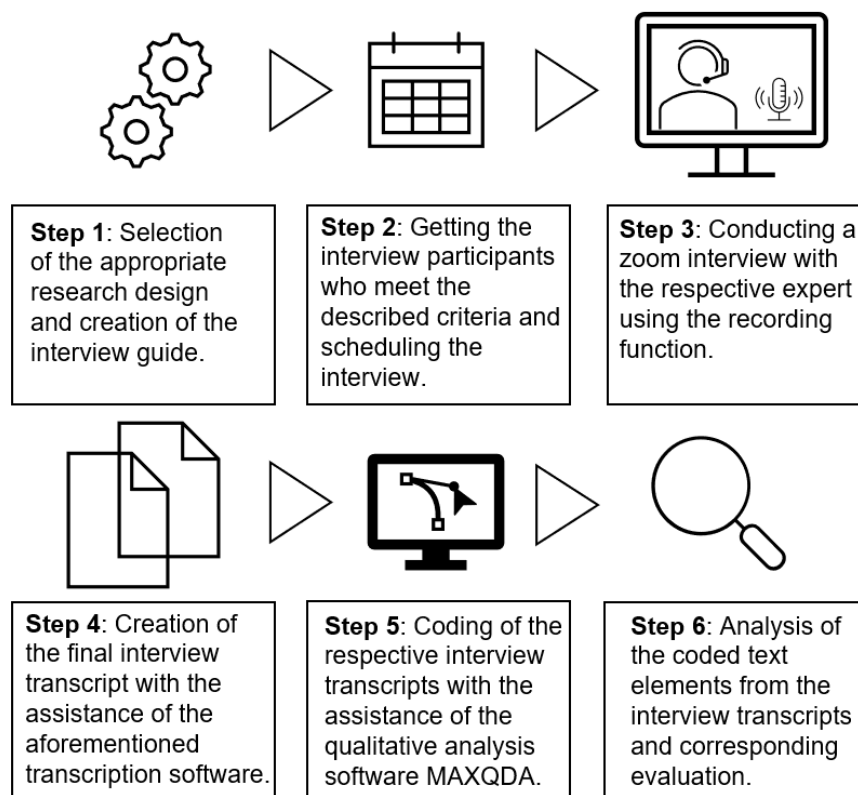 Step 1: Selection
of the appropriate
research design
and creation of the
interview guide.
Step 2: Getting the
interview participants
who meet the
described criteria and
scheduling the
interview.
Step 3: Conducting a
zoom interview with
the respective expert
using the recording
function.
Step 4: Creation of
the final interview
transcript with the
assistance of the
aforementioned
transcription software.
Step 5: Coding of the
respective interview
transcripts with the
assistance of the
qualitative analysis
software MAXQDA.
Step 6: Analysis of
the coded text
elements from the
interview transcripts
and corresponding
evaluation.